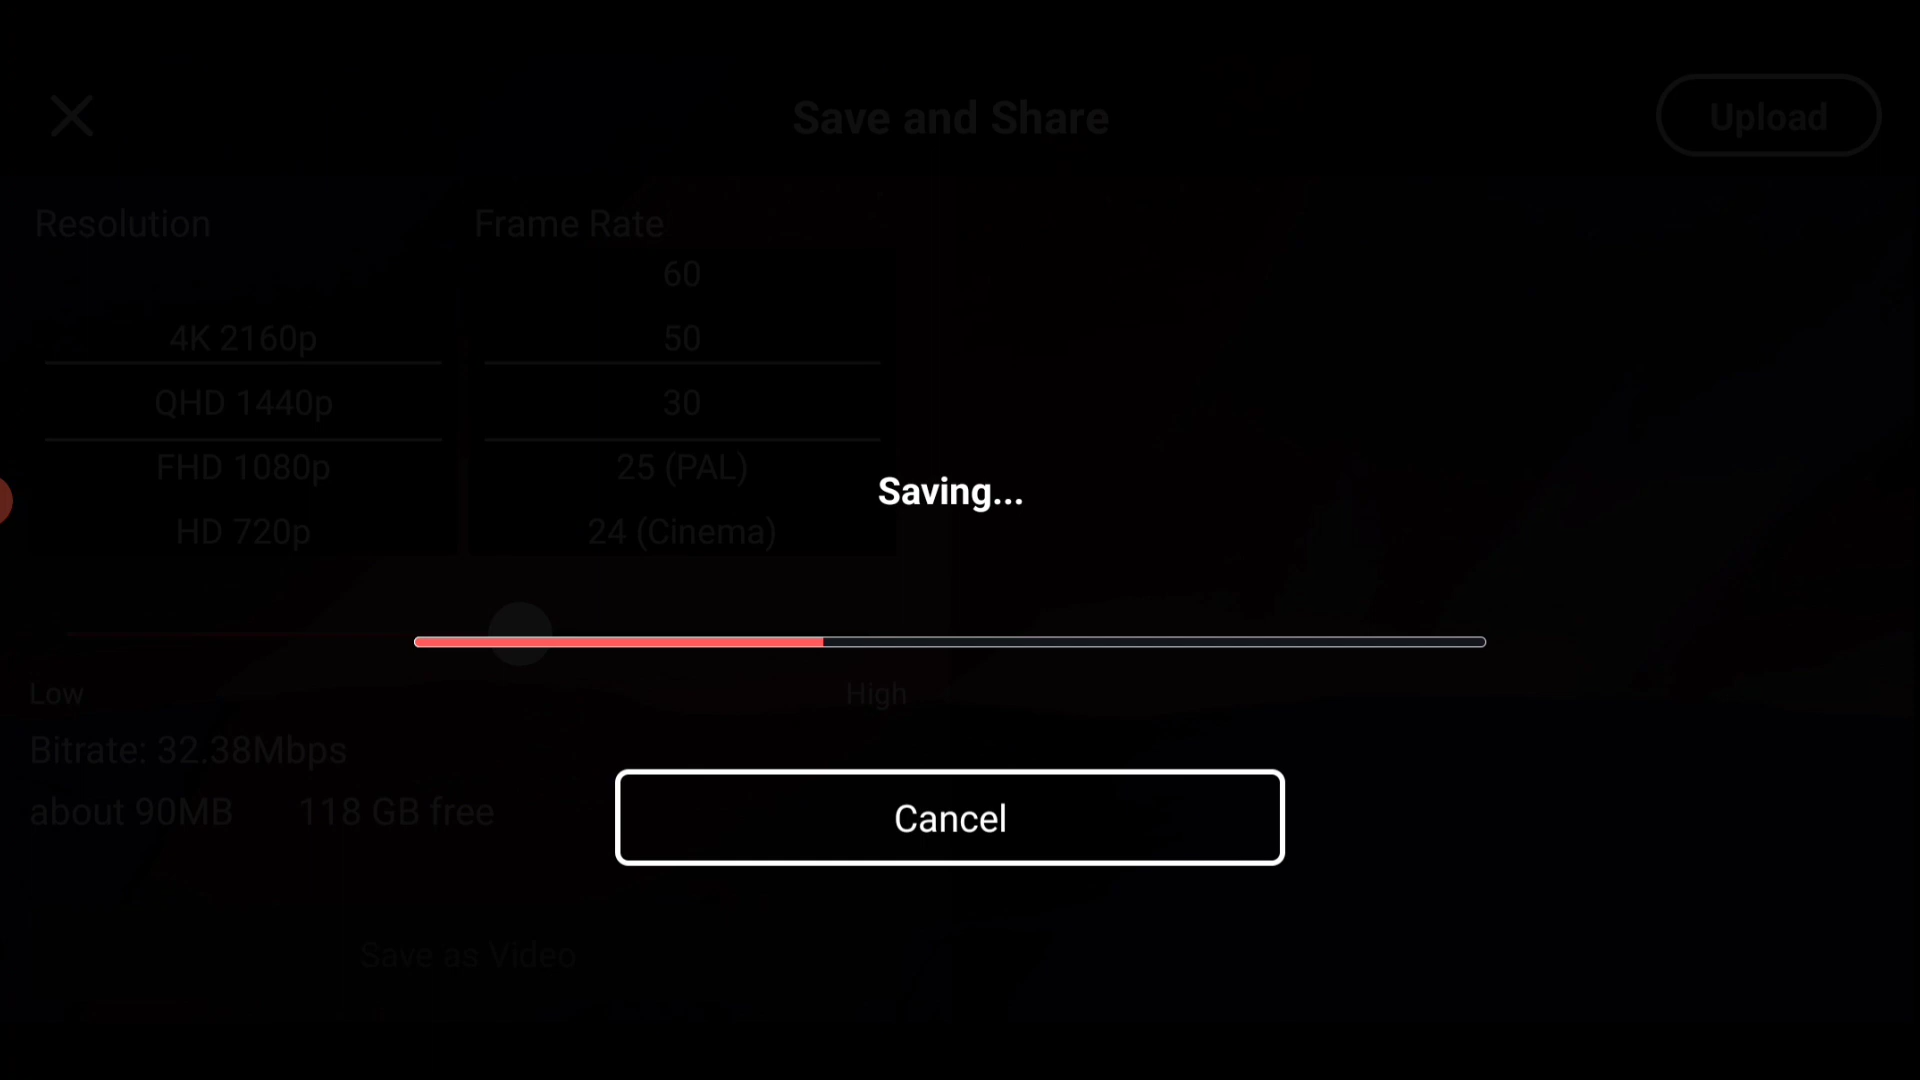 Save and Share
Upload
Resolution
Frame Rate
60
4K 2160p
50
QHD 1440p
30
FHD 1080p
25 (PAL)
HD 720p
24 (Cinema)
Saving...
Low
High
Bitrate: 32.38Mbps
about 90MB
118 GB free
Cancel
Save as Video